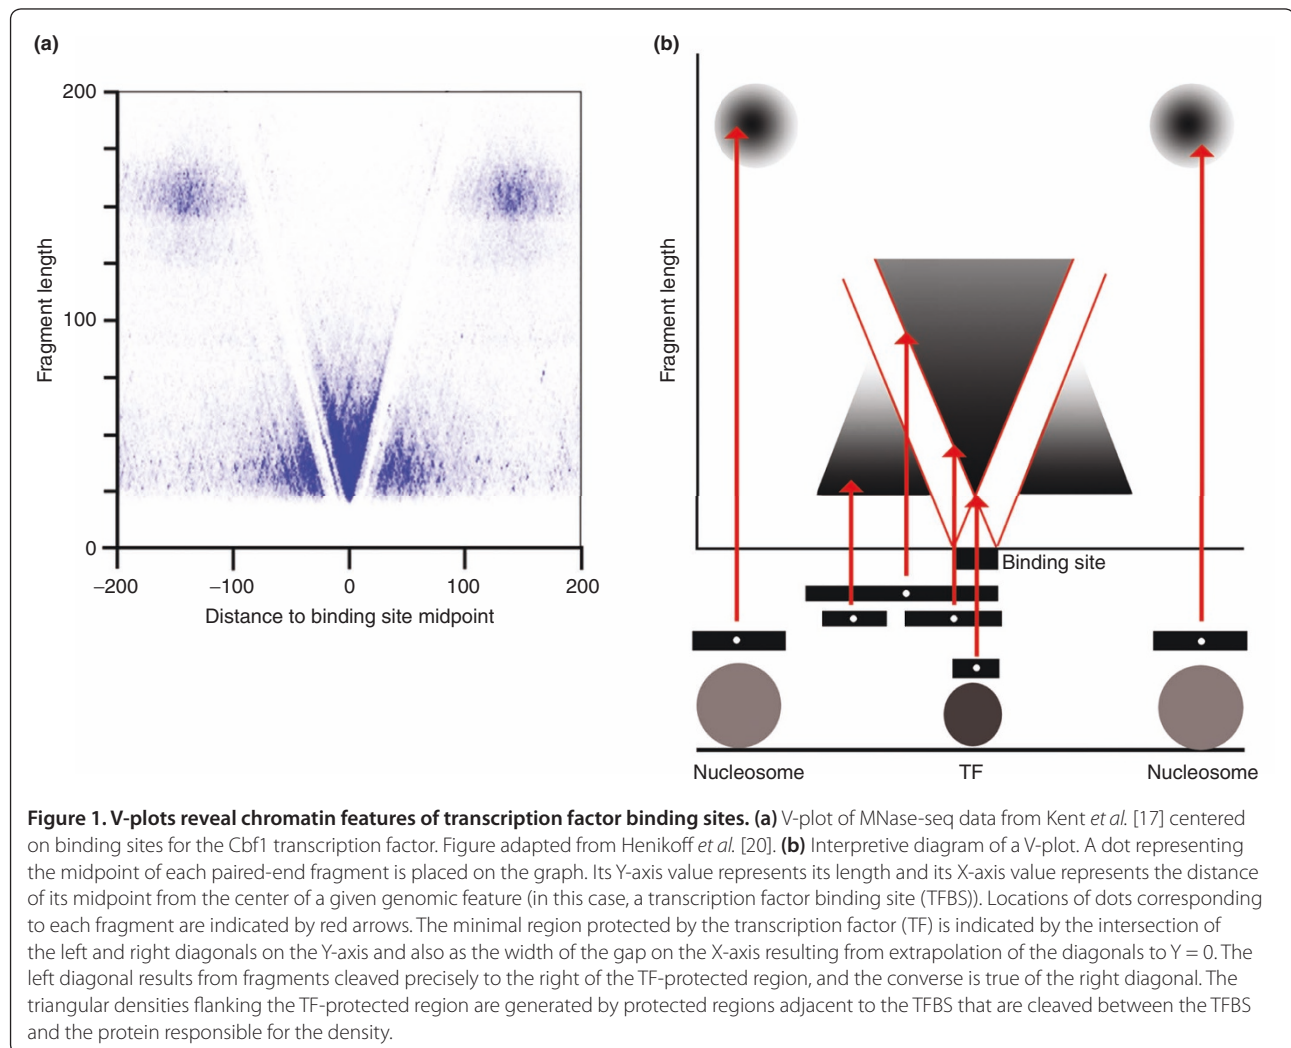 (a)
200
100
0
Fragment length
−200
−100
0
100
200
Distance to binding site midpoint
(b)
Fragment length
Binding site
Nucleosome
TF
Nucleosome
Figure 1. V-plots reveal chromatin features of transcription factor binding sites. (a) V-plot of MNase-seq data from Kent et al. [17] centered
on binding sites for the Cbf1 transcription factor. Figure adapted from Henikoff et al. [20]. (b) Interpretive diagram of a V-plot. A dot representing
the midpoint of each paired-end fragment is placed on the graph. Its Y-axis value represents its length and its X-axis value represents the distance
of its midpoint from the center of a given genomic feature (in this case, a transcription factor binding site (TFBS)). Locations of dots corresponding
to each fragment are indicated by red arrows. The minimal region protected by the transcription factor (TF) is indicated by the intersection of
the left and right diagonals on the Y-axis and also as the width of the gap on the X-axis resulting from extrapolation of the diagonals to Y = 0. The
left diagonal results from fragments cleaved precisely to the right of the TF-protected region, and the converse is true of the right diagonal. The
triangular densities flanking the TF-protected region are generated by protected regions adjacent to the TFBS that are cleaved between the TFBS
and the protein responsible for the density.